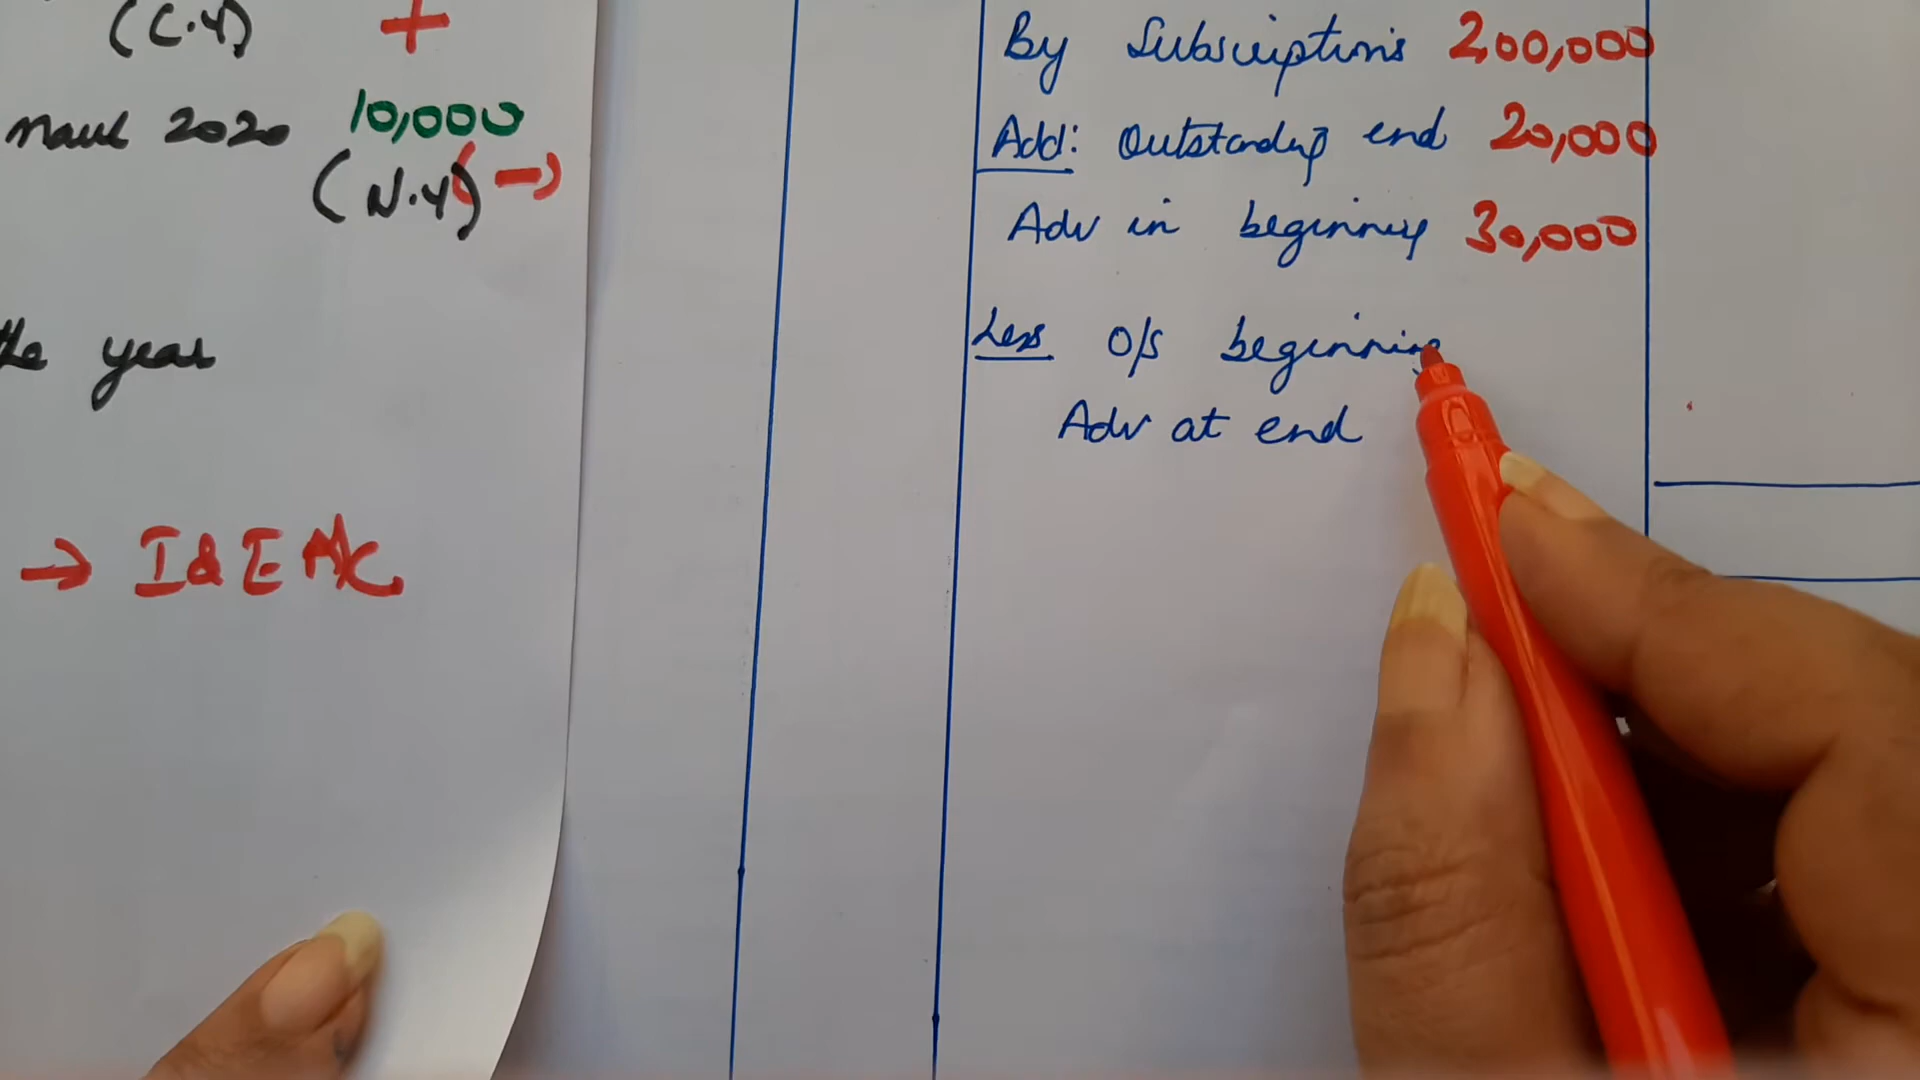 (C.Y) +
March 2020 10,000
(N.Y) (-)
the year
→ I & E A/c.
By Subscriptions 200,000
Add: Outstanding end 20,000
Adv in beginning 30,000
Less O/S beginning
Adv at end